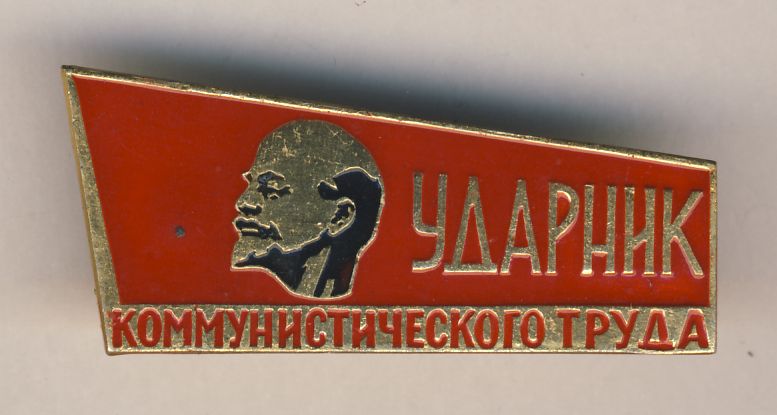 УДАРНИК
КОММУНИСТИЧЕСКОГО ТРУДА